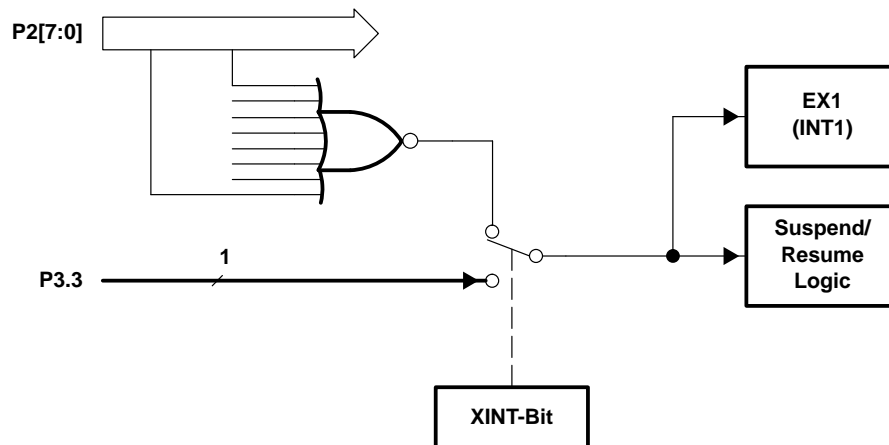 P2[7:0]
EX1
(INT1)
Suspend/
Resume
Logic
1
P3.3
XINT-Bit